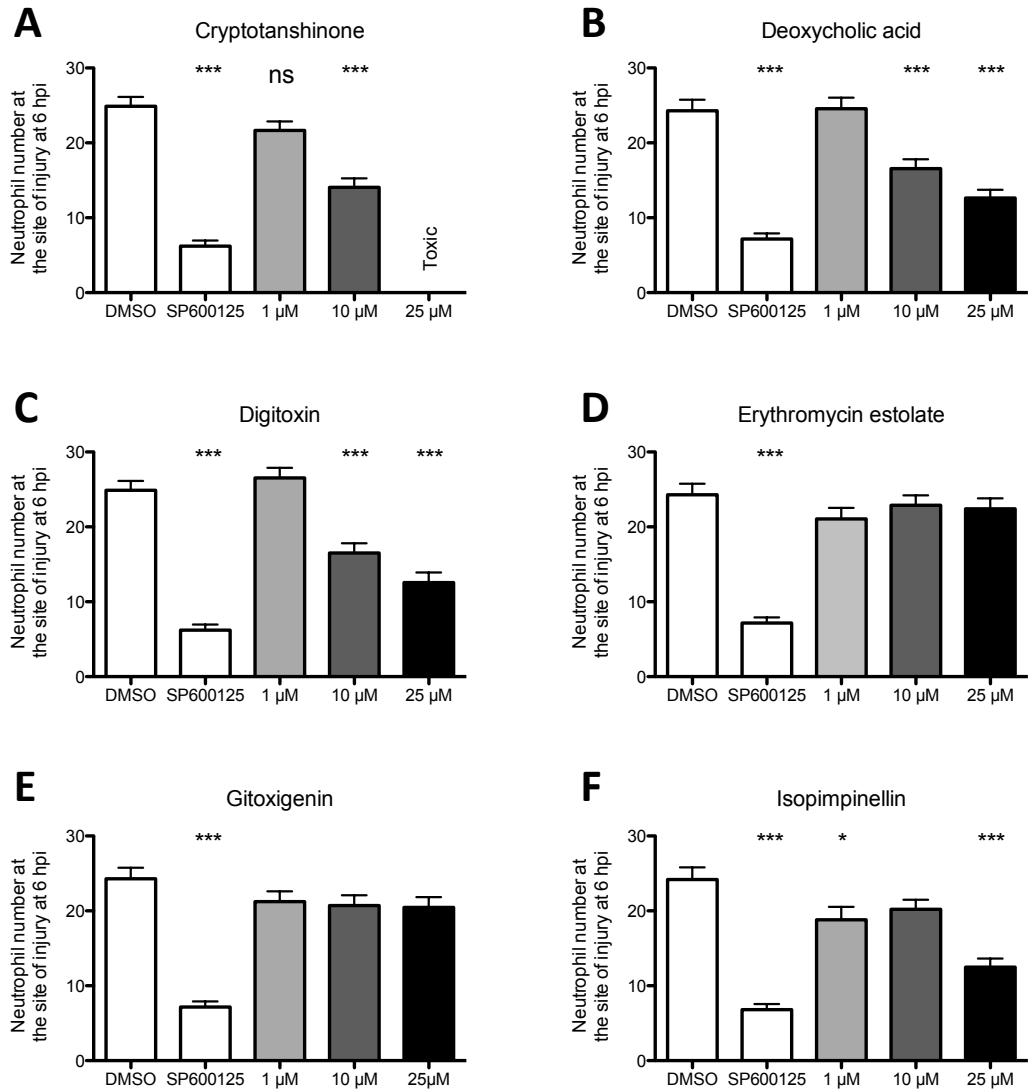 A
Cryptotanshinone
Neutrophil number at
the site of injury at 6 hpi
30
20
10
0
*** ns ***
Toxic
DMSO SP600125 1 µM 10 µM 25 µM
B
Deoxycholic acid
Neutrophil number at
the site of injury at 6 hpi
30
20
10
0
*** *** ***
DMSO SP600125 1 µM 10 µM 25 µM
C
Digitoxin
Neutrophil number at
the site of injury at 6 hpi
30
20
10
0
*** *** ***
DMSO SP600125 1 µM 10 µM 25 µM
D
Erythromycin estolate
Neutrophil number at
the site of injury at 6 hpi
30
20
10
0
***
DMSO SP600125 1 µM 10 µM 25 µM
E
Gitoxigenin
Neutrophil number at
the site of injury at 6 hpi
30
20
10
0
***
DMSO SP600125 1 µM 10 µM 25µM
F
Isopimpinellin
Neutrophil number at
the site of injury at 6 hpi
30
20
10
0
*** * ***
DMSO SP600125 1 µM 10 µM 25 µM